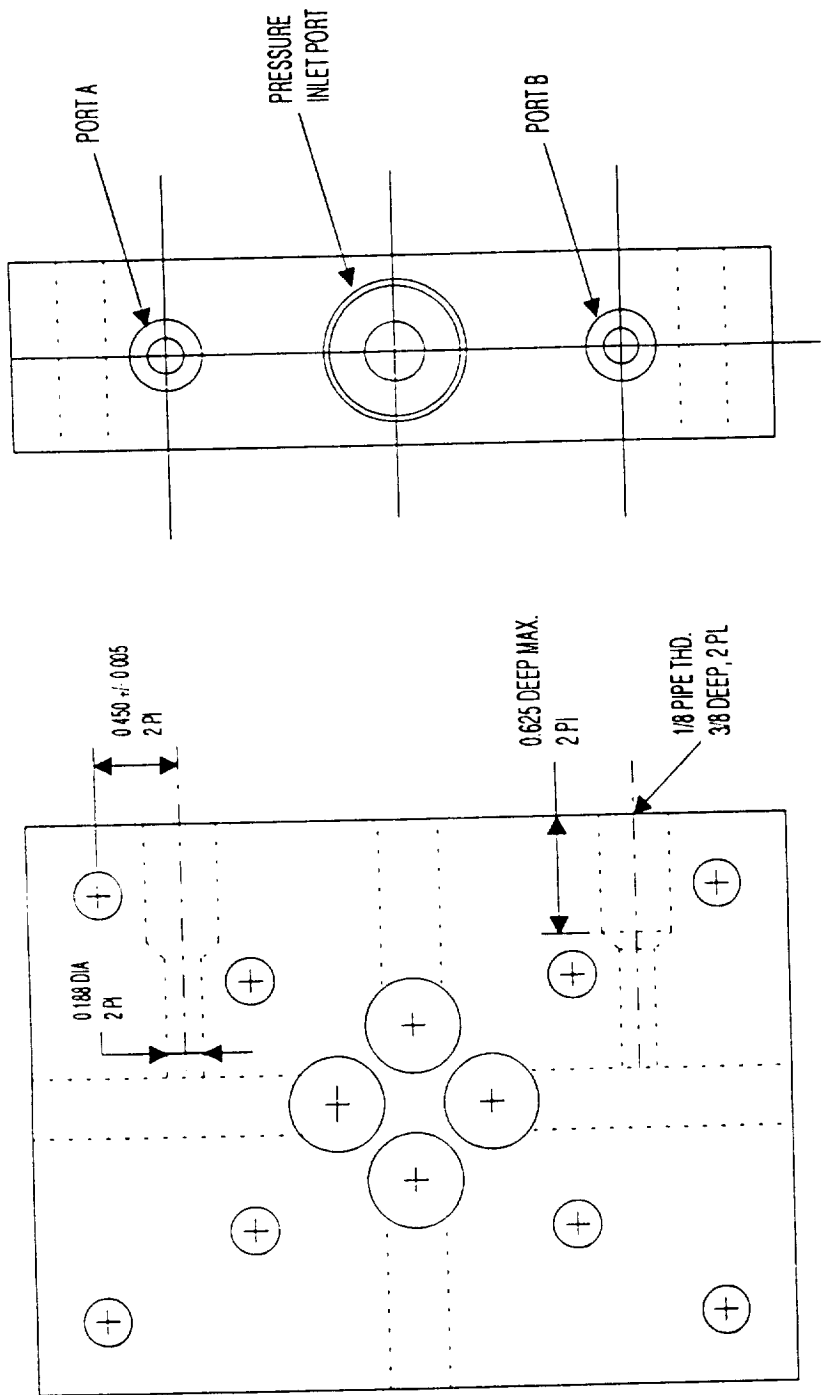 PORT A
PRESSURE
INLET PORT
PORT B
0.450 +/- 0.005
2 Pl
0.188 DIA
2 Pl
0.625 DEEP MAX.
2 Pl
1/8 PIPE THD.
3/8 DEEP, 2 PL